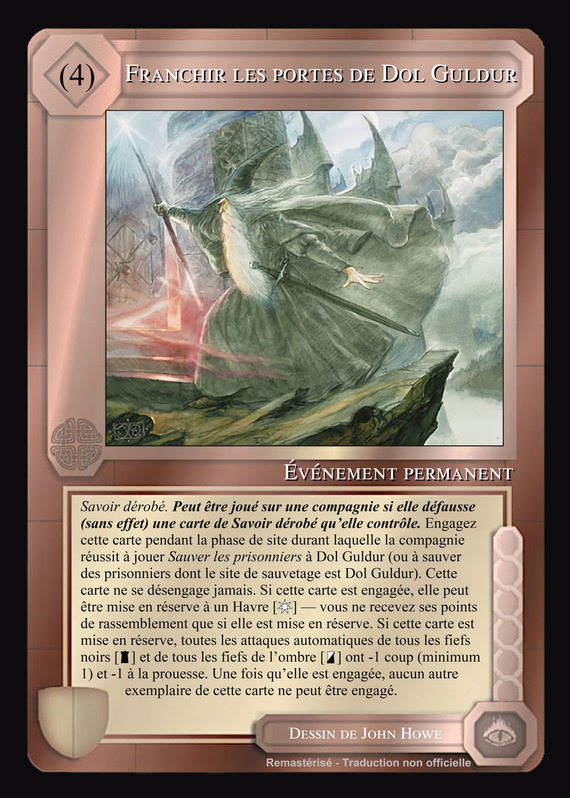 (4)
Franchir les portes de Dol Guldur
Événement permanent
Savoir dérobé. Peut être joué sur une compagnie si elle défausse
(sans effet) une carte de Savoir dérobé qu'elle contrôle. Engagez
cette carte pendant la phase de site durant laquelle la compagnie
réussit à jouer Sauver les prisonniers à Dol Guldur (ou à sauver
des prisonniers dont le site de sauvetage est Dol Guldur). Cette
carte ne se désengage jamais. Si cette carte est engagée, elle peut
être mise en réserve à un Havre [] — vous ne recevez ses points
de rassemblement que si elle est mise en réserve. Si cette carte est
mise en réserve, toutes les attaques automatiques de tous les fiefs
noirs [] et de tous les fiefs de l'ombre [] ont -1 coup (minimum
1) et -1 à la prouesse. Une fois qu'elle est engagée, aucun autre
exemplaire de cette carte ne peut être engagé.
Dessin de John Howe
Remastérisé - Traduction non officielle